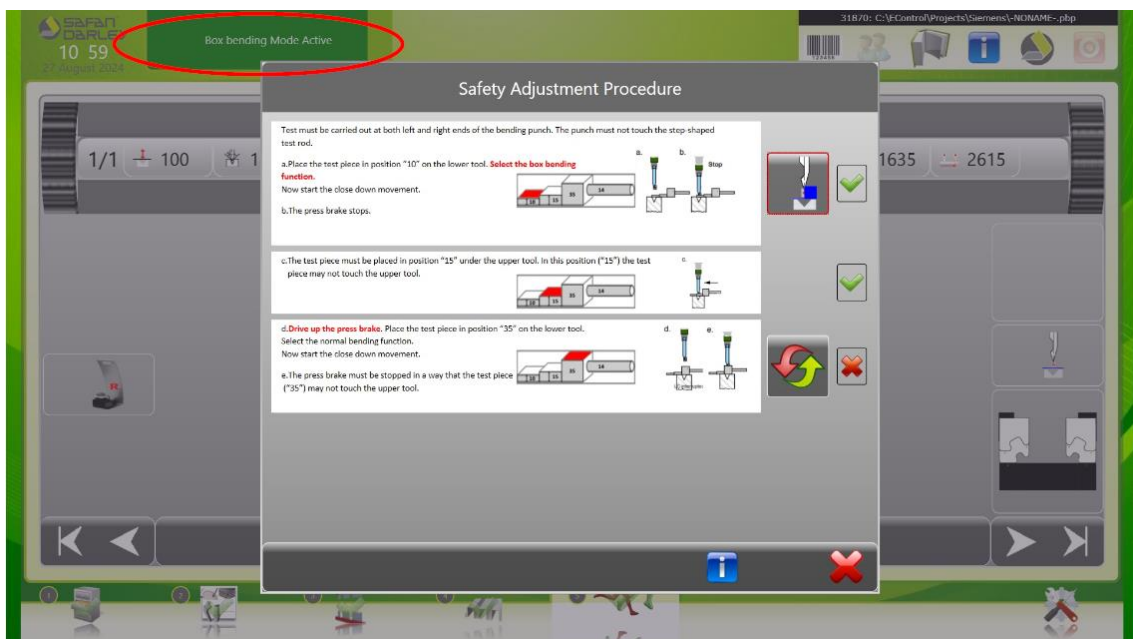 31870: C:\EControl\Projects\Siemens\-NONAME-.pbp
SAFAN
DARLEY
10 59
27 August 2024
Box bending Mode Active
Safety Adjustment Procedure
Test must be carried out at both left and right ends of the bending punch. The punch must not touch the step-shaped
test rod.
a.Place the test piece in position "10" on the lower tool. Select the box bending
function.
Now start the close down movement.
b.The press brake stops.
a.
b.
Stop
10 15 35 14
c.The test piece must be placed in position "15" under the upper tool. In this position ("15") the test
piece may not touch the upper tool.
c.
10 15 35 14
d.Drive up the press brake. Place the test piece in position "35" on the lower tool.
Select the normal bending function.
Now start the close down movement.
e.The press brake must be stopped in a way that the test piece
("35") may not touch the upper tool.
d.
e.
10 15 35 14
1/1 100 1
1635 2615
R
1 2 3 4 5